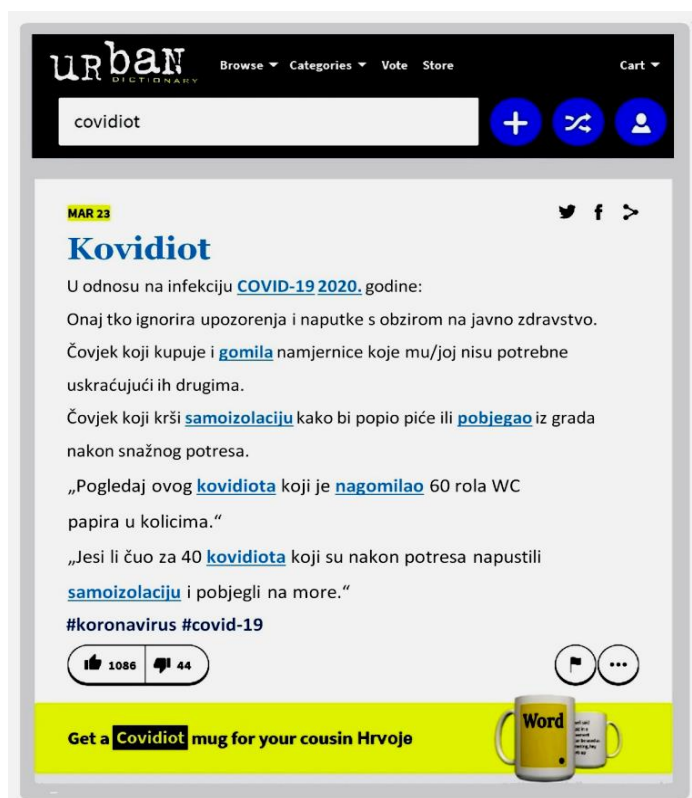 uRbaN
DICTIONARY
Browse Categories Vote Store Cart
covidiot
MAR 23
Kovidiot
U odnosu na infekciju COVID-19 2020. godine:
Onaj tko ignorira upozorenja i naputke s obzirom na javno zdravstvo.
Čovjek koji kupuje i gomila namjernice koje mu/joj nisu potrebne
uskraćujući ih drugima.
Čovjek koji krši samoizolaciju kako bi popio piće ili pobjegao iz grada
nakon snažnog potresa.
„Pogledaj ovog kovidiota koji je nagomilao 60 rola WC
papira u kolicima.“
„Jesi li čuo za 40 kovidiota koji su nakon potresa napustili
samoizolaciju i pobjegli na more.“
#koronavirus #covid-19
1086 44
Get a Covidiot mug for your cousin Hrvoje
Word